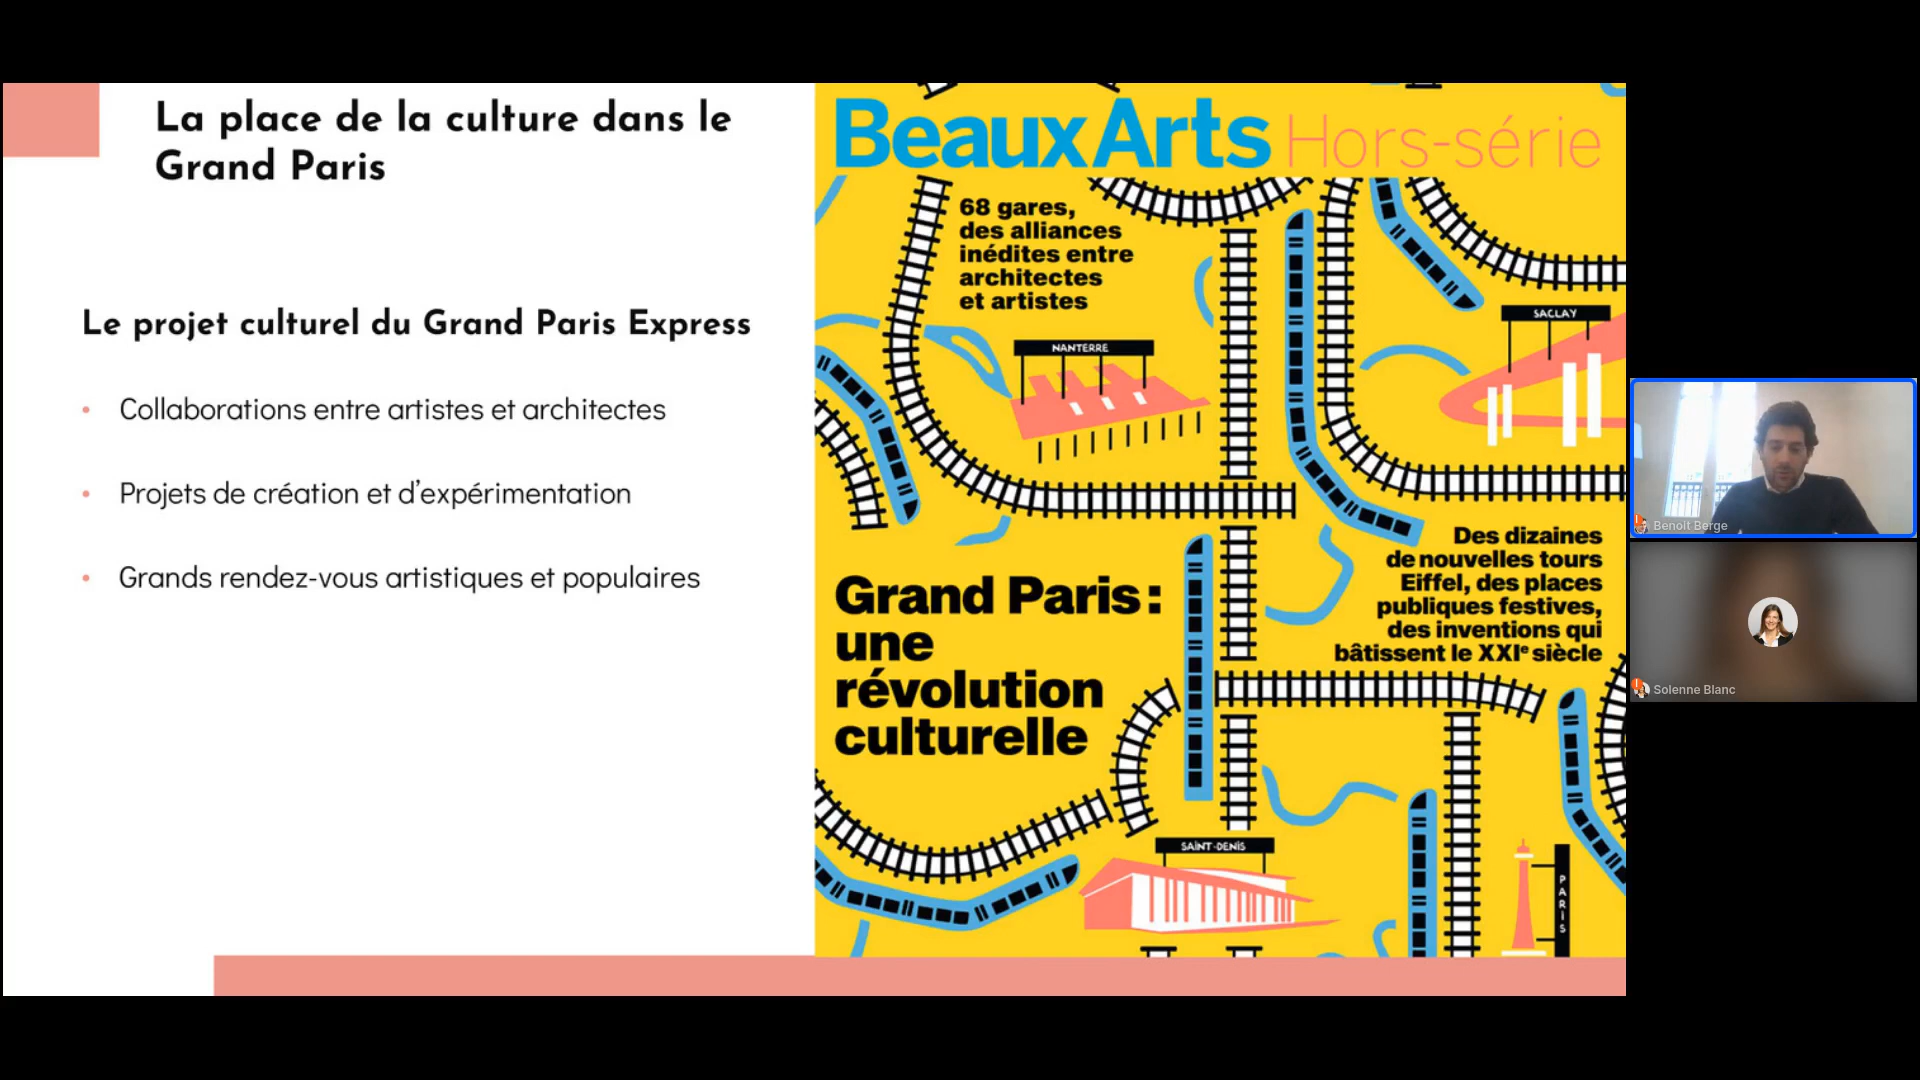 La place de la culture dans le
Grand Paris
Le projet culturel du Grand Paris Express
• Collaborations entre artistes et architectes
• Projets de création et d’expérimentation
• Grands rendez-vous artistiques et populaires
BeauxArts Hors-série
68 gares,
des alliances
inédites entre
architectes
et artistes
NANTERRE
SACLAY
Des dizaines
de nouvelles tours
Eiffel, des places
publiques festives,
des inventions qui
bâtissent le XXIe siècle
Grand Paris :
une
révolution
culturelle
SAINT-DENIS
PARIS
Benoit Berge
Solenne Blanc